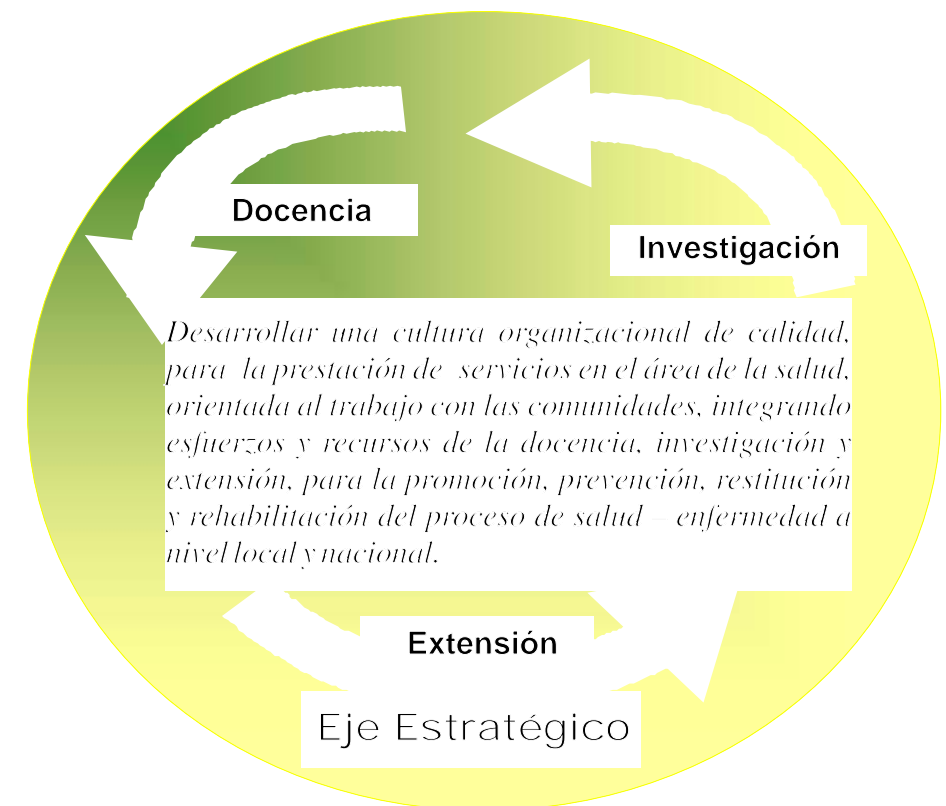 Docencia
Investigación
Desarrollar una cultura organizacional de calidad,
para la prestación de servicios en el área de la salud,
orientada al trabajo con las comunidades, integrando
esfuerzos y recursos de la docencia, investigación y
extensión, para la promoción, prevención, restitución
y rehabilitación del proceso de salud – enfermedad a
nivel local y nacional.
Extensión
Eje Estratégico